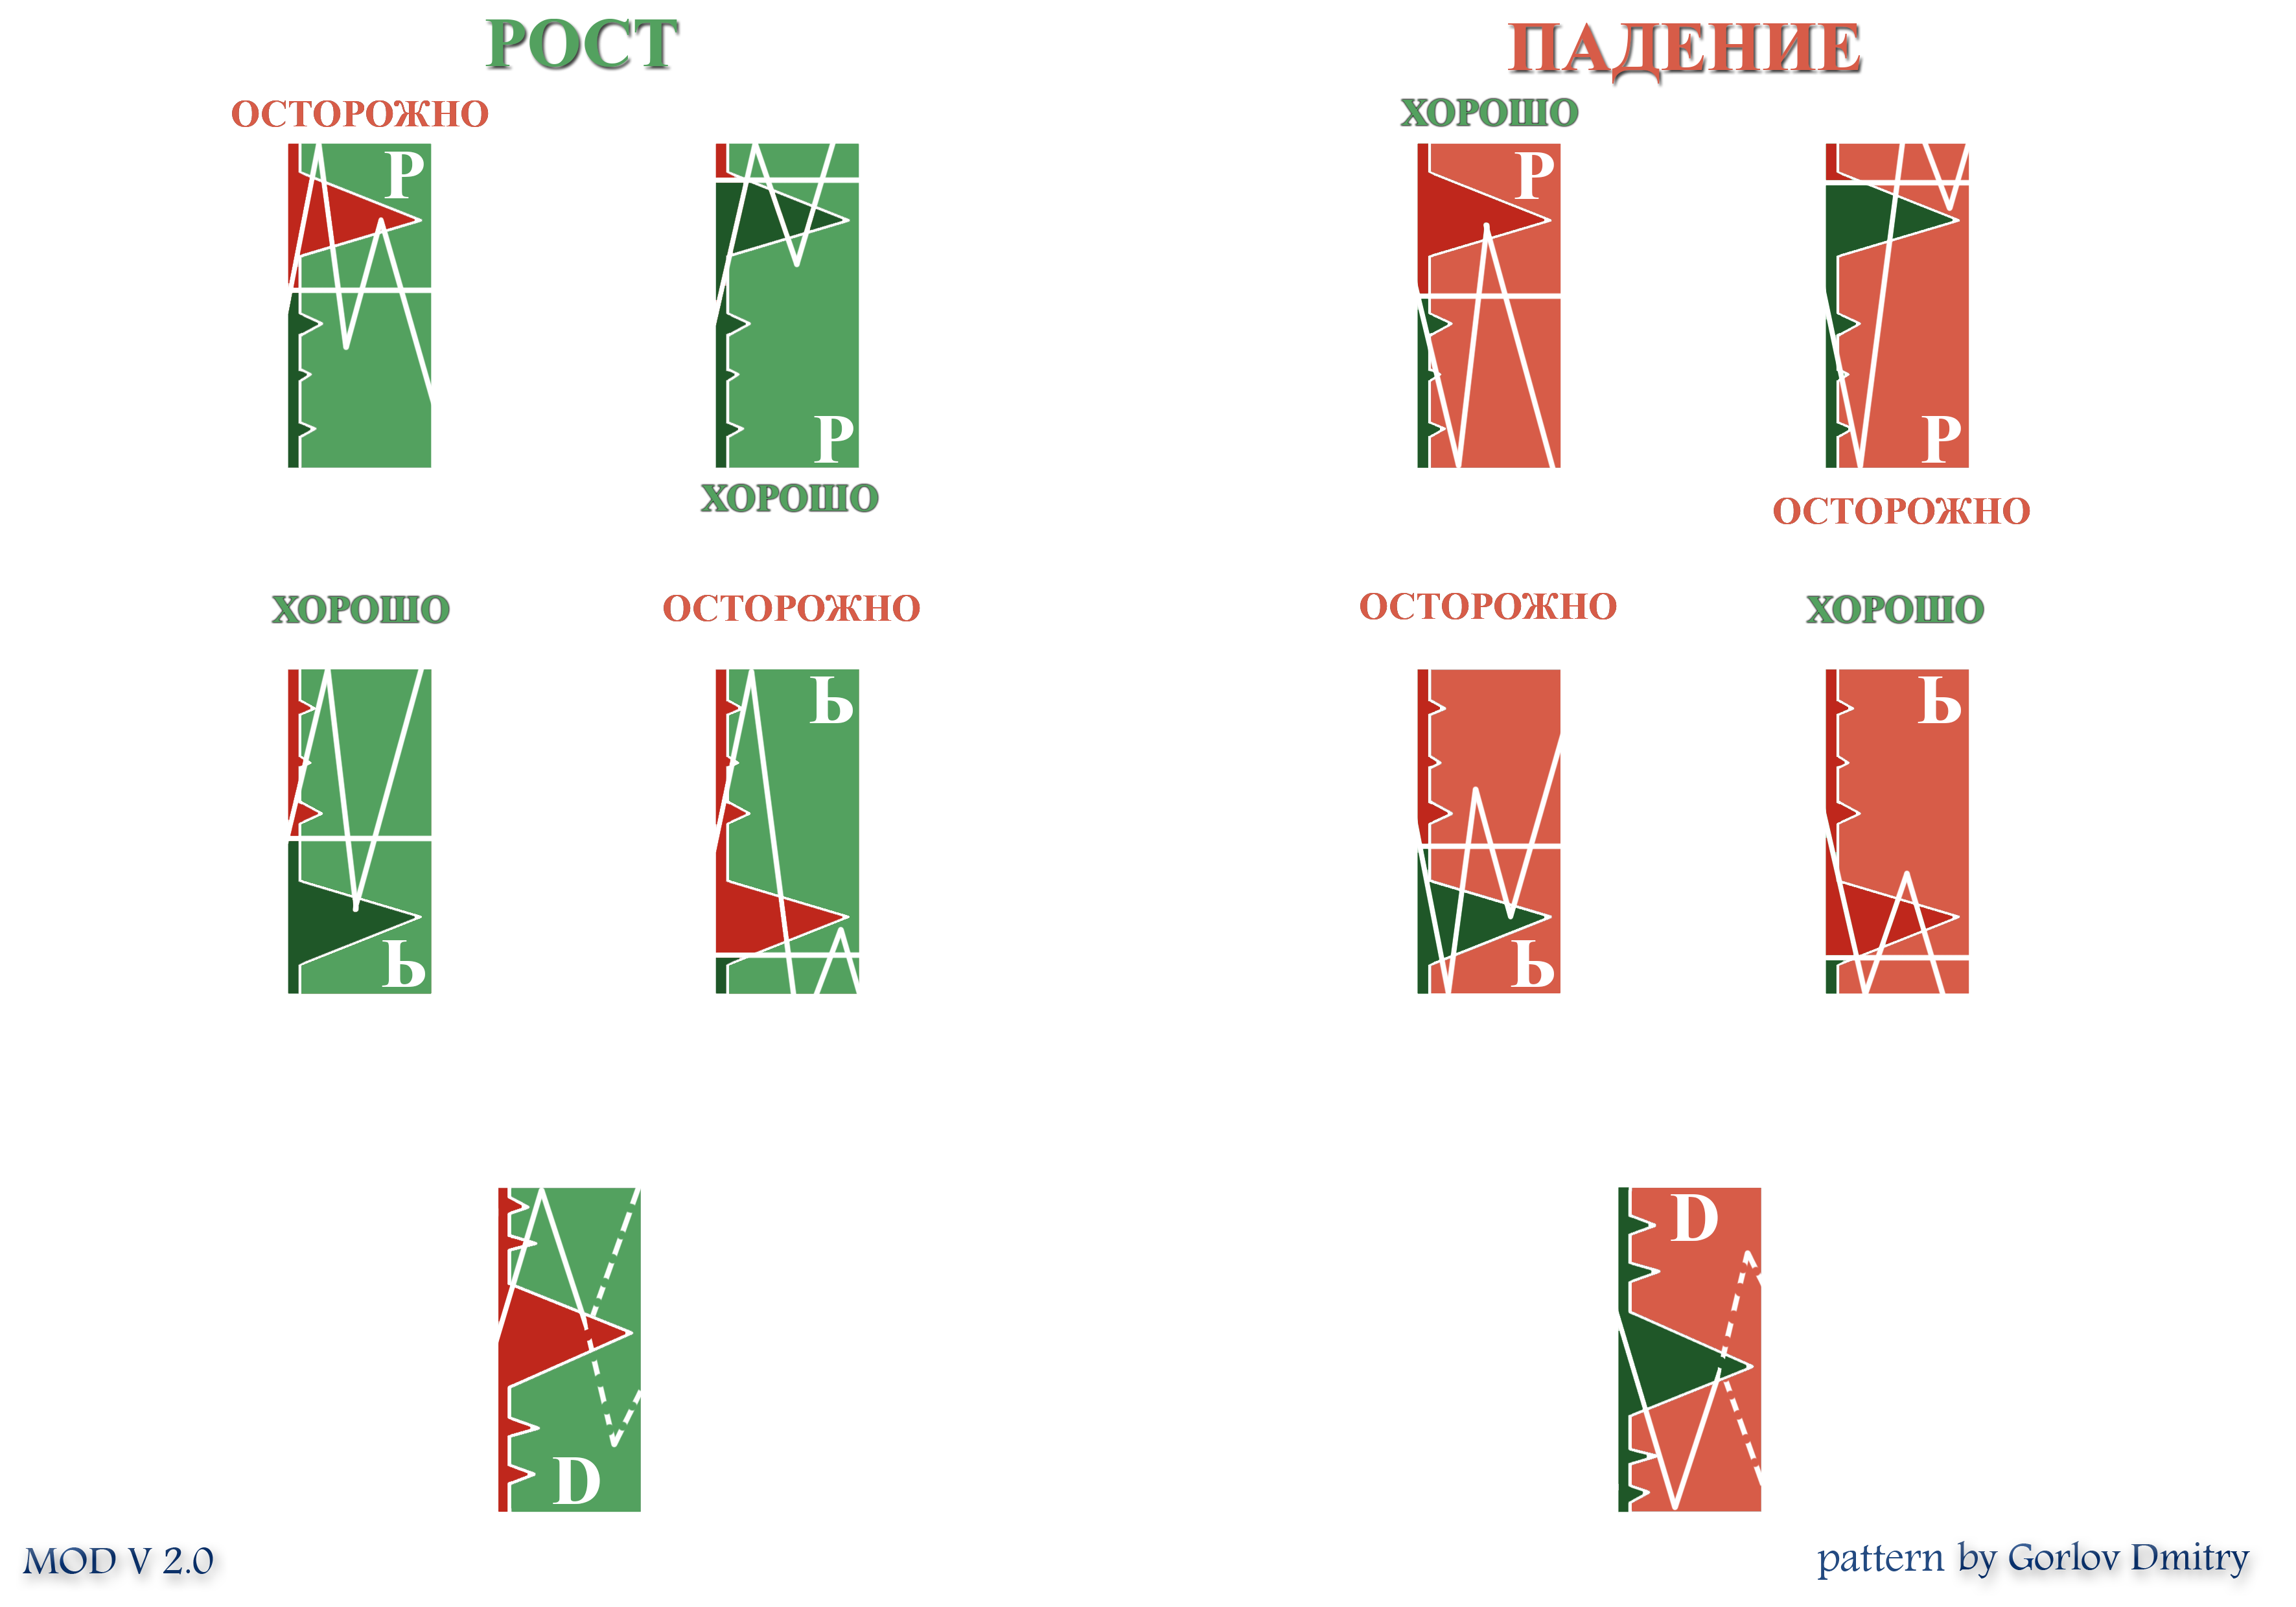 РОСТ
ПАДЕНИЕ
ОСТОРОЖНО
ХОРОШО
Р
Р
Р
Р
ХОРОШО
ОСТОРОЖНО
ХОРОШО
ОСТОРОЖНО
ОСТОРОЖНО
ХОРОШО
Ь
Ь
Ь
Ь
D
D
MOD V 2.0
pattern by Gorlov Dmitry